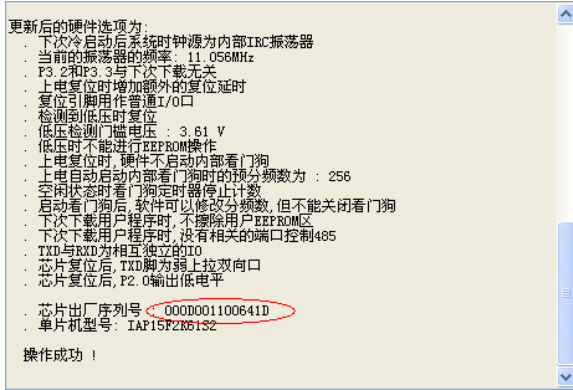 更新后的硬件选项为:
. 下次冷启动后系统时钟源为内部IRC振荡器
. 当前的振荡器的频率: 11.056MHz
. P3.2和P3.3与下次下载无关
. 上电复位时增加额外的复位延时
. 复位引脚用作普通I/O口
. 检测到低压时复位
. 低压检测门槛电压 : 3.61 V
. 低压时不能进行EEPROM操作
. 上电复位时,硬件不启动内部看门狗
. 上电自动启动内部看门狗时的预分频数为 : 256
. 空闲状态时看门狗定时器停止计数
. 启动看门狗后,软件可以修改分频数,但不能关闭看门狗
. 下次下载用户程序时,不擦除用户EEPROM区
. 下次下载用户程序时,没有相关的端口控制485
. TXD与RXD为相互独立的IO
. 芯片复位后,TXD脚为弱上拉双向口
. 芯片复位后,P2.0输出低电平
. 芯片出厂序列号 : 000D001100641D
. 单片机型号: IAP15F2K61S2
操作成功 !